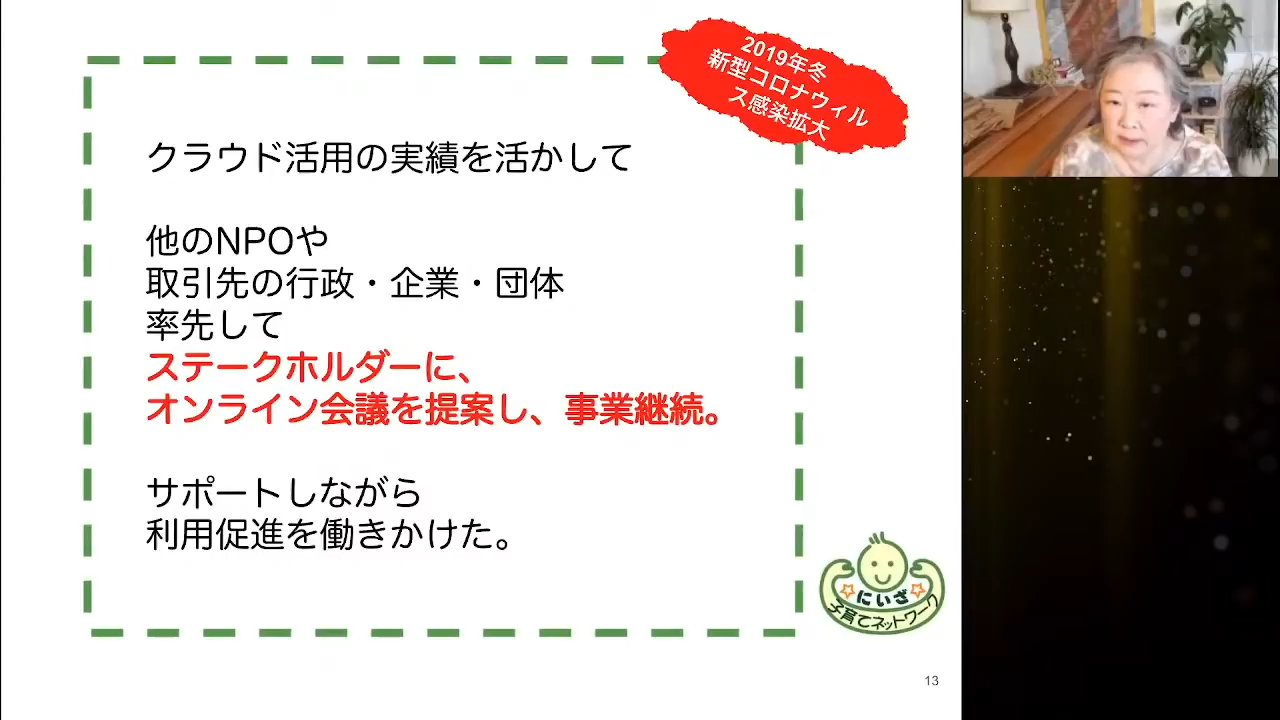 2019年冬
新型コロナウィル
ス感染拡大
クラウド活用の実績を活かして
他のNPOや
取引先の行政・企業・団体
率先して
ステークホルダーに、
オンライン会議を提案し、事業継続。
サポートしながら
利用促進を働きかけた。
にいざ
子育てネットワーク
13